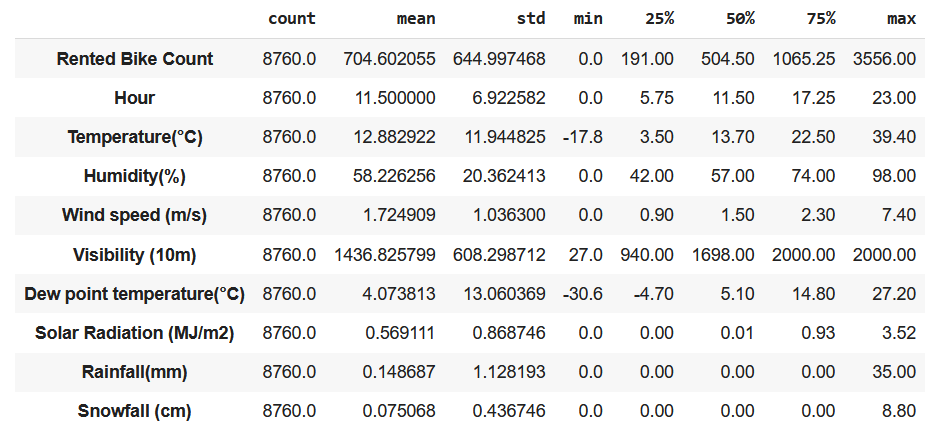 count mean std min 25% 50% 75% max
Rented Bike Count 8760.0 704.602055 644.997468 0.0 191.00 504.50 1065.25 3556.00
Hour 8760.0 11.500000 6.922582 0.0 5.75 11.50 17.25 23.00
Temperature(°C) 8760.0 12.882922 11.944825 -17.8 3.50 13.70 22.50 39.40
Humidity(%) 8760.0 58.226256 20.362413 0.0 42.00 57.00 74.00 98.00
Wind speed (m/s) 8760.0 1.724909 1.036300 0.0 0.90 1.50 2.30 7.40
Visibility (10m) 8760.0 1436.825799 608.298712 27.0 940.00 1698.00 2000.00 2000.00
Dew point temperature(°C) 8760.0 4.073813 13.060369 -30.6 -4.70 5.10 14.80 27.20
Solar Radiation (MJ/m2) 8760.0 0.569111 0.868746 0.0 0.00 0.01 0.93 3.52
Rainfall(mm) 8760.0 0.148687 1.128193 0.0 0.00 0.00 0.00 35.00
Snowfall (cm) 8760.0 0.075068 0.436746 0.0 0.00 0.00 0.00 8.80